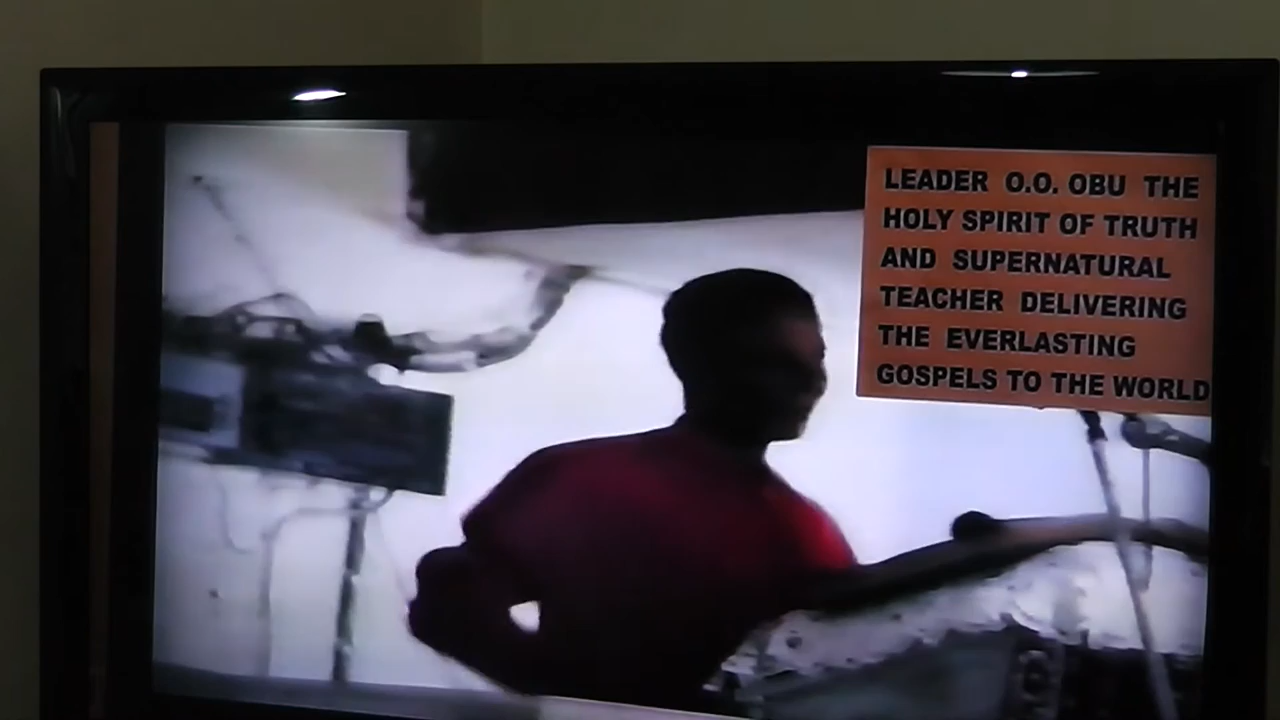 LEADER O.O. OBU THE
HOLY SPIRIT OF TRUTH
AND SUPERNATURAL
TEACHER DELIVERING
THE EVERLASTING
GOSPELS TO THE WORLD